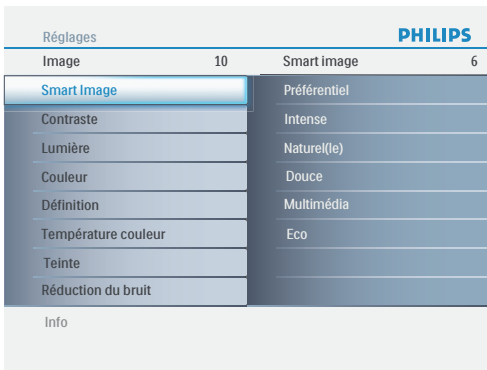 Réglages PHILIPS
Image 10 Smart image 6
Smart Image Préférentiel
Contraste Intense
Lumière Naturel(le)
Couleur Douce
Définition Multimédia
Température couleur Eco
Teinte
Réduction du bruit
Info